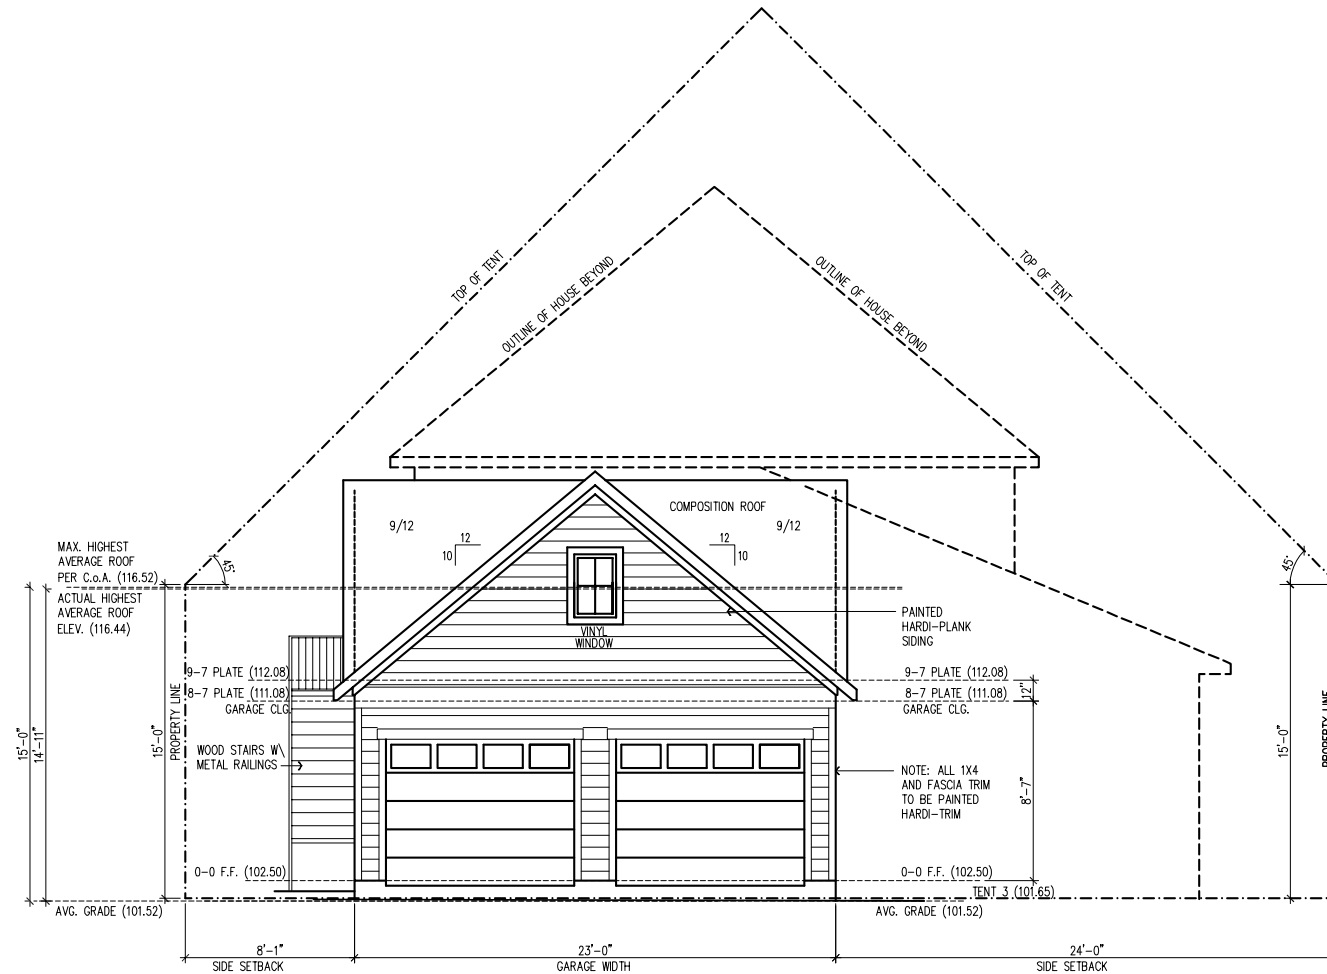 TOP OF TENT
TOP OF TENT
OUTLINE OF HOUSE BEYOND
OUTLINE OF HOUSE BEYOND
COMPOSITION ROOF
9/12
9/12
12
10
12
10
MAX. HIGHEST
AVERAGE ROOF
PER C.o.A. (116.52)
45°
45°
ACTUAL HIGHEST
AVERAGE ROOF
ELEV. (116.44)
PAINTED
HARDI-PLANK
SIDING
VINYL
WINDOW
9-7 PLATE (112.08)
9-7 PLATE (112.08)
8-7 PLATE (111.08)
8-7 PLATE (111.08)
12"
GARAGE CLG.
GARAGE CLG.
PROPERTY LINE
PROPERTY LINE
15'-0"
14'-11"
15'-0"
15'-0"
WOOD STAIRS W\
METAL RAILINGS
NOTE: ALL 1X4
AND FASCIA TRIM
TO BE PAINTED
HARDI-TRIM
8'-7"
0-0 F.F. (102.50)
0-0 F.F. (102.50)
TENT 3 (101.65)
AVG. GRADE (101.52)
AVG. GRADE (101.52)
8'-1"
23'-0"
24'-0"
SIDE SETBACK
GARAGE WIDTH
SIDE SETBACK